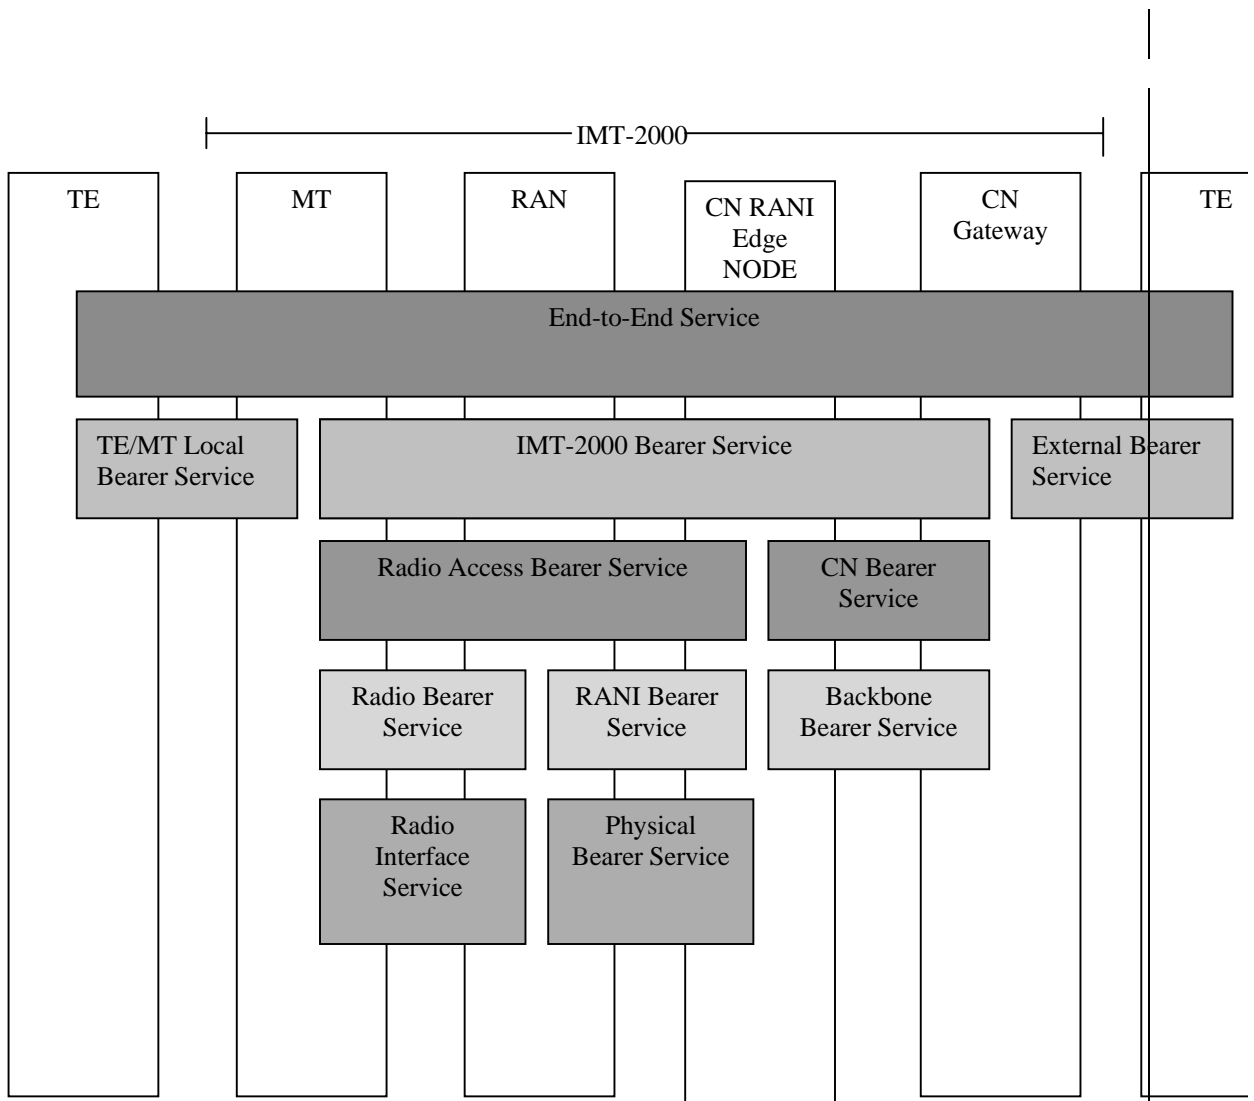 IMT-2000
TE
MT
RAN
CN RANI
Edge
NODE
CN
Gateway
TE
End-to-End Service
TE/MT Local
Bearer Service
IMT-2000 Bearer Service
External Bearer
Service
Radio Access Bearer Service
CN Bearer
Service
Radio Bearer
Service
RANI Bearer
Service
Backbone
Bearer Service
Radio
Interface
Service
Physical
Bearer Service